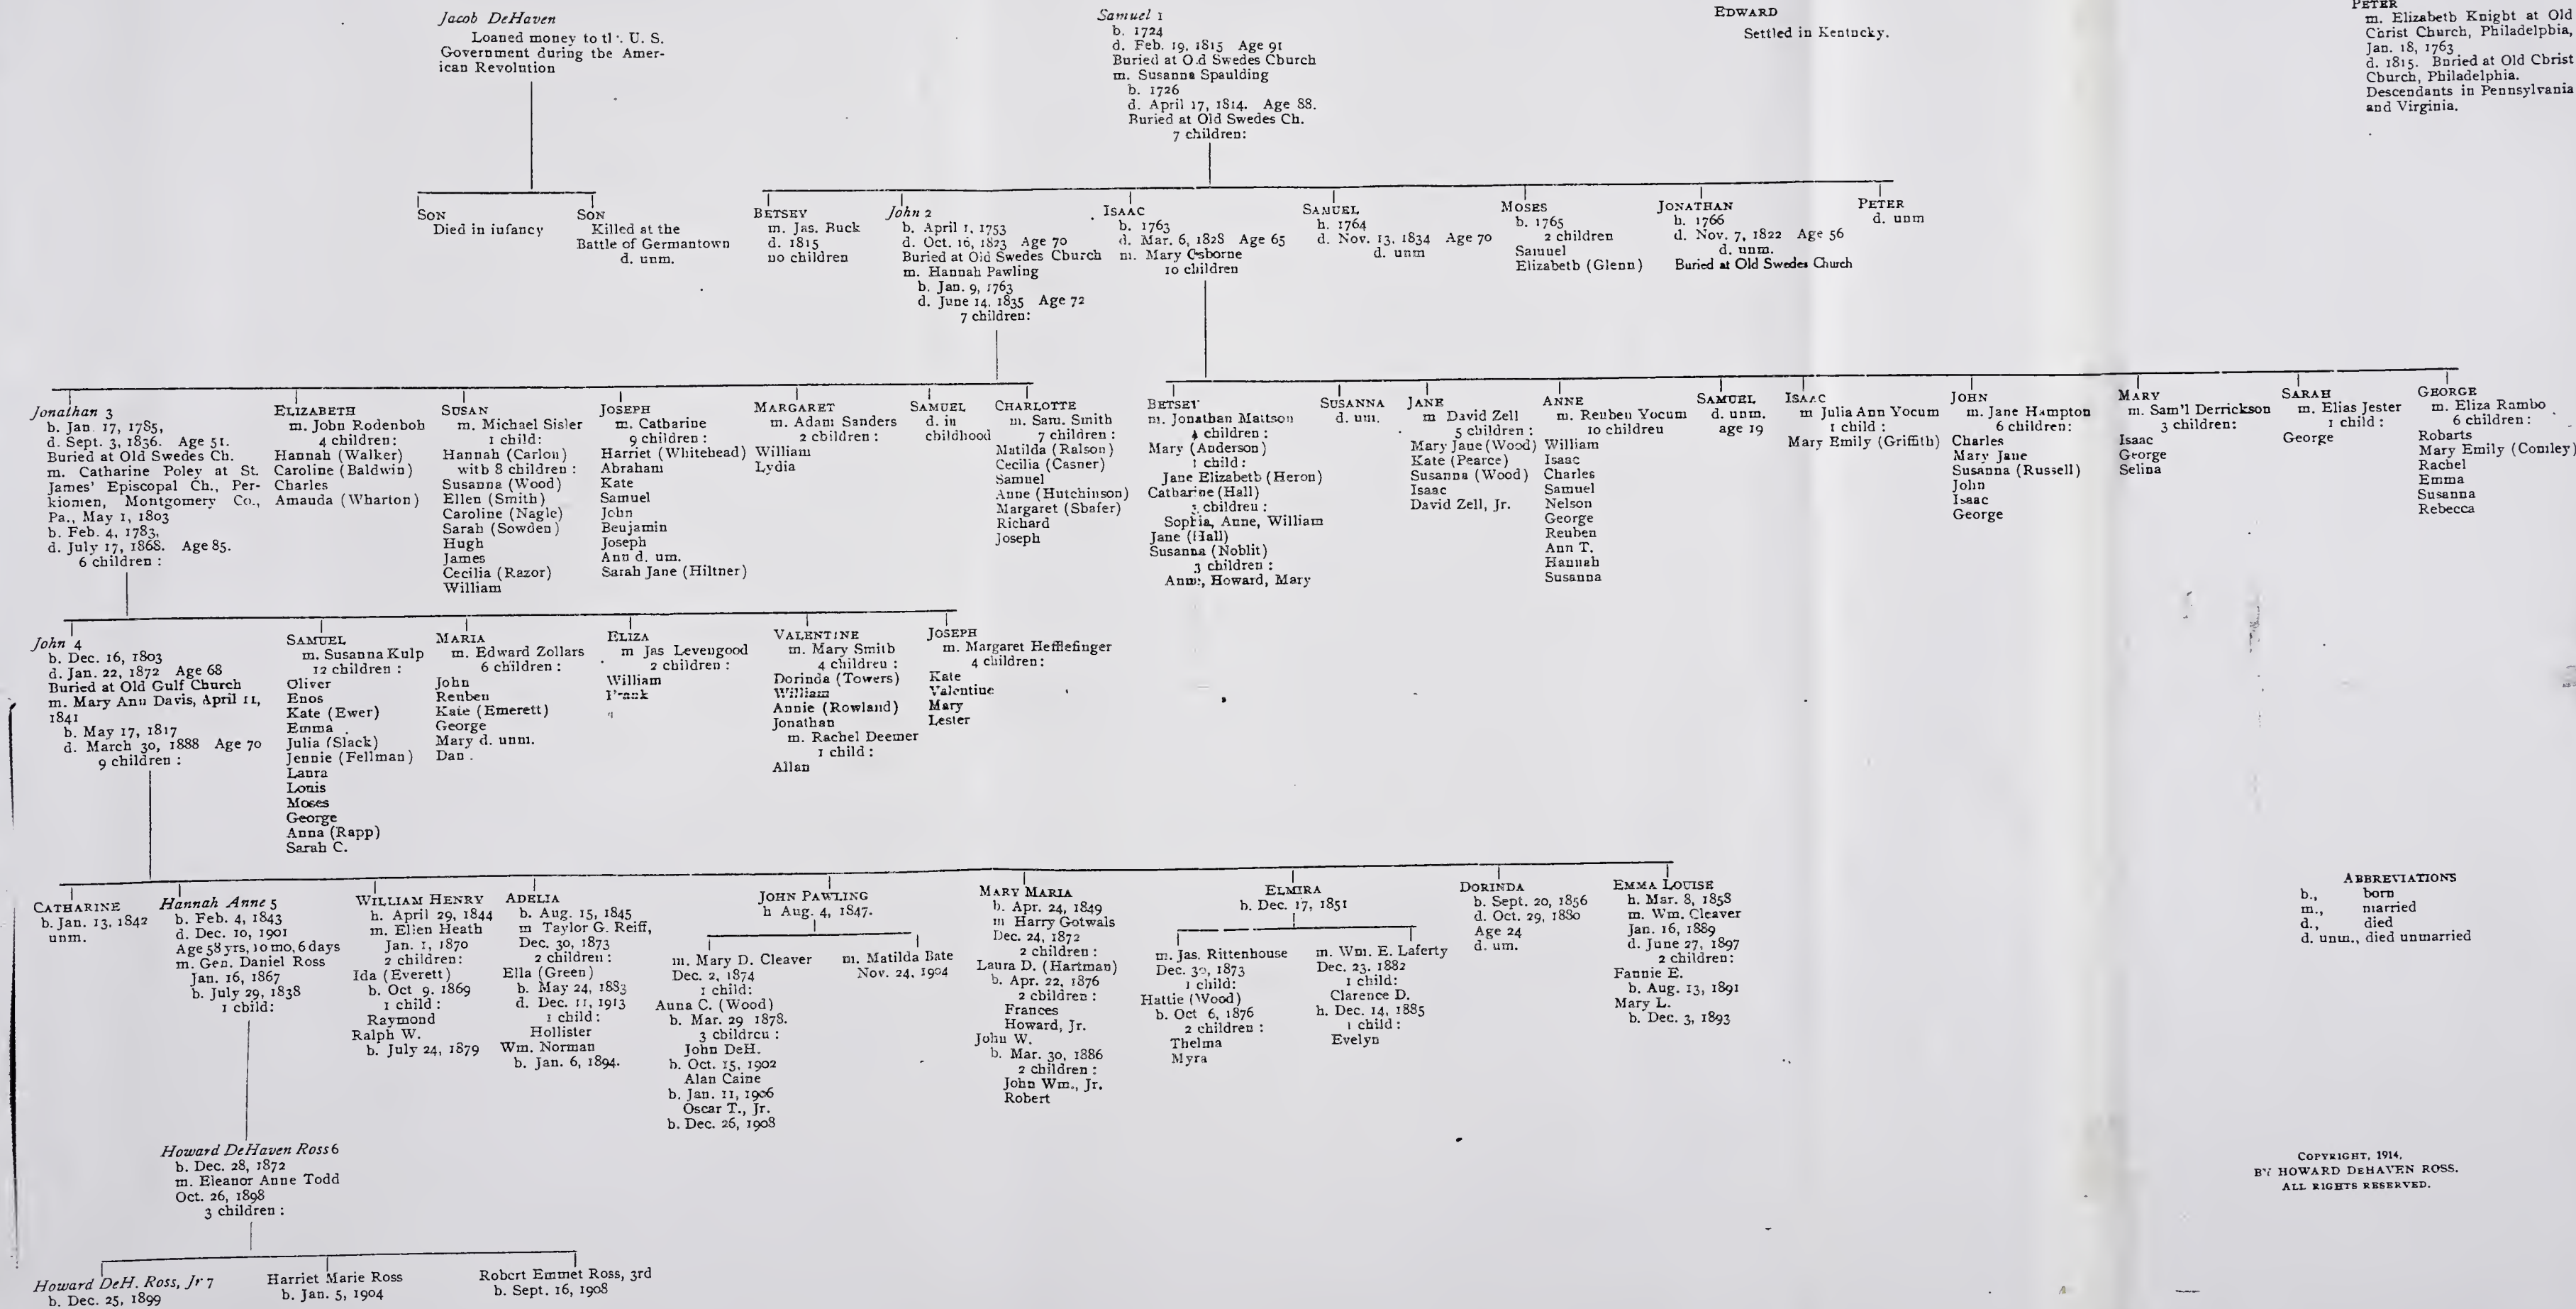 Jacob DeHaven
Loaned money to th. U. S.
Government during the Amer-
ican Revolution
Samuel 1
b. 1724
d. Feb. 19, 1815 Age 91
Buried at Old Swedes Church
m. Susanna Spaulding
b. 1726
d. April 17, 1814. Age 88.
Buried at Old Swedes Ch.
7 children:
EDWARD
Settled in Kentucky.
PETER
m. Elizabeth Knight at Old
Christ Church, Philadelphia,
Jan. 18, 1763
d. 1815. Buried at Old Christ
Church, Philadelphia.
Descendants in Pennsylvania
and Virginia.
SON
Died in infancy
SON
Killed at the
Battle of Germantown
d. unm.
BETSEY
m. Jas. Buck
d. 1815
no children
John 2
b. April 1, 1753
d. Oct. 16, 1823 Age 70
Buried at Old Swedes Church
m. Hannah Pawling
b. Jan. 9, 1763
d. June 14, 1835 Age 72
7 children:
ISAAC
b. 1763
d. Mar. 6, 1828 Age 65
m. Mary Osborne
10 children
SAMUEL
b. 1764
d. Nov. 13, 1834 Age 70
d. unm
MOSES
b. 1765
2 children
Samuel
Elizabeth (Glenn)
JONATHAN
b. 1766
d. Nov. 7, 1822 Age 56
d. unm.
Buried at Old Swedes Church
PETER
d. unm
Jonathan 3
b. Jan. 17, 1785,
d. Sept. 3, 1836. Age 51.
Buried at Old Swedes Ch.
m. Catharine Poley at St.
James' Episcopal Ch., Per-
kiomen, Montgomery Co.,
Pa., May 1, 1803
b. Feb. 4, 1783,
d. July 17, 1868. Age 85.
6 children :
ELIZABETH
m. John Rodenboh
4 children:
Hannah (Walker)
Caroline (Baldwin)
Charles
Amauda (Wharton)
SUSAN
m. Michael Sisler
1 child:
Hannah (Carlon)
with 8 children :
Susanna (Wood)
Ellen (Smith)
Caroline (Nagle)
Sarah (Sowden)
Hugh
James
Cecilia (Razor)
William
JOSEPH
m. Catharine
9 children :
Harriet (Whitehead)
Abraham
Kate
Samuel
John
Benjamin
Joseph
Ann d. um.
Sarah Jane (Hiltner)
MARGARET
m. Adam Sanders
2 children :
William
Lydia
SAMUEL
d. in
childhood
CHARLOTTE
m. Sam. Smith
7 children :
Matilda (Ralson)
Cecilia (Casner)
Samuel
Anne (Hutchinson)
Margaret (Shafer)
Richard
Joseph
BETSEY
m. Jonathan Mattson
4 children :
Mary (Anderson)
1 child :
Jane Elizabeth (Heron)
Catharine (Hall)
3 children :
Sophia, Anne, William
Jane (Hall)
Susanna (Noblit)
3 children :
Anne, Howard, Mary
SUSANNA
d. um.
JANE
m David Zell
5 children :
Mary Jane (Wood)
Kate (Pearce)
Susanna (Wood)
Isaac
David Zell, Jr.
ANNE
m. Reuben Yocum
10 children
William
Isaac
Charles
Samuel
Nelson
George
Reuben
Ann T.
Hannah
Susanna
SAMUEL
d. unm.
age 19
ISAAC
m Julia Ann Yocum
1 child :
Mary Emily (Griffith)
JOHN
m. Jane Hampton
6 children:
Charles
Mary Jane
Susanna (Russell)
John
Isaac
George
MARY
m. Sam'l Derrickson
3 children:
Isaac
George
Selina
SARAH
m. Elias Jester
1 child :
George
GEORGE
m. Eliza Rambo
6 children :
Robarts
Mary Emily (Comley)
Rachel
Emma
Susanna
Rebecca
John 4
b. Dec. 16, 1803
d. Jan. 22, 1872 Age 68
Buried at Old Gulf Church
m. Mary Ann Davis, April 11,
1841
b. May 17, 1817
d. March 30, 1888 Age 70
9 children :
SAMUEL
m. Susanna Kulp
12 children :
Oliver
Enos
Kate (Ewer)
Emma
Julia (Slack)
Jennie (Fellman)
Laura
Louis
Moses
George
Anna (Rapp)
Sarah C.
MARIA
m. Edward Zollars
6 children :
John
Reuben
Kate (Emerett)
George
Mary d. unm.
Dan .
ELIZA
m Jas Levengood
2 children :
William
Frank
VALENTINE
m. Mary Smith
4 children :
Dorinda (Towers)
William
Annie (Rowland)
Jonathan
m. Rachel Deemer
1 child :
Allan
JOSEPH
m. Margaret Hefflefinger
4 children:
Kate
Valentine
Mary
Lester
CATHARINE
b. Jan. 13, 1842
unm.
Hannah Anne 5
b. Feb. 4, 1843
d. Dec. 10, 1901
Age 58 yrs, 10 mo, 6 days
m. Gen. Daniel Ross
Jan. 16, 1867
b. July 29, 1838
1 child:
WILLIAM HENRY
b. April 29, 1844
m. Ellen Heath
Jan. 1, 1870
2 children:
Ida (Everett)
b. Oct 9. 1869
1 child :
Raymond
Ralph W.
b. July 24, 1879
ADELIA
b. Aug. 15, 1845
m Taylor G. Reiff,
Dec. 30, 1873
2 children :
Ella (Green)
b. May 24, 1883
d. Dec. 11, 1913
1 child :
Hollister
Wm. Norman
b. Jan. 6, 1894.
JOHN PAWLING
b Aug. 4, 1847.
m. Mary D. Cleaver
Dec. 2, 1874
1 child:
Anna C. (Wood)
b. Mar. 29 1878.
3 children :
John DeH.
b. Oct. 15, 1902
Alan Caine
b. Jan. 11, 1906
Oscar T., Jr.
b. Dec. 26, 1908
m. Matilda Bate
Nov. 24, 1904
MARY MARIA
b. Apr. 24, 1849
m Harry Gotwals
Dec. 24, 1872
2 children :
Laura D. (Hartman)
b. Apr. 22, 1876
2 children :
Frances
Howard, Jr.
John W.
b. Mar. 30, 1886
2 children :
John Wm., Jr.
Robert
ELMIRA
b. Dec. 17, 1851
m. Jas. Rittenhouse
Dec. 30, 1873
1 child:
Hattie (Wood)
b. Oct 6, 1876
2 children :
Thelma
Myra
m. Wm. E. Laferty
Dec. 23. 1882
1 child:
Clarence D.
b. Dec. 14, 1885
1 child :
Evelyn
DORINDA
b. Sept. 20, 1856
d. Oct. 29, 1880
Age 24
d. um.
EMMA LOUISE
b. Mar. 8, 1858
m. Wm. Cleaver
Jan. 16, 1889
d. June 27, 1897
2 children:
Fannie E.
b. Aug. 13, 1891
Mary L.
b. Dec. 3, 1893
ABBREVIATIONS
b., born
m., married
d., died
d. unm., died unmarried
Howard DeHaven Ross 6
b. Dec. 28, 1872
m. Eleanor Anne Todd
Oct. 26, 1898
3 children :
COPYRIGHT, 1914,
BY HOWARD DEHAVEN ROSS.
ALL RIGHTS RESERVED.
Howard DeH. Ross, Jr 7
b. Dec. 25, 1899
Harriet Marie Ross
b. Jan. 5, 1904
Robert Emmet Ross, 3rd
b. Sept. 16, 1908